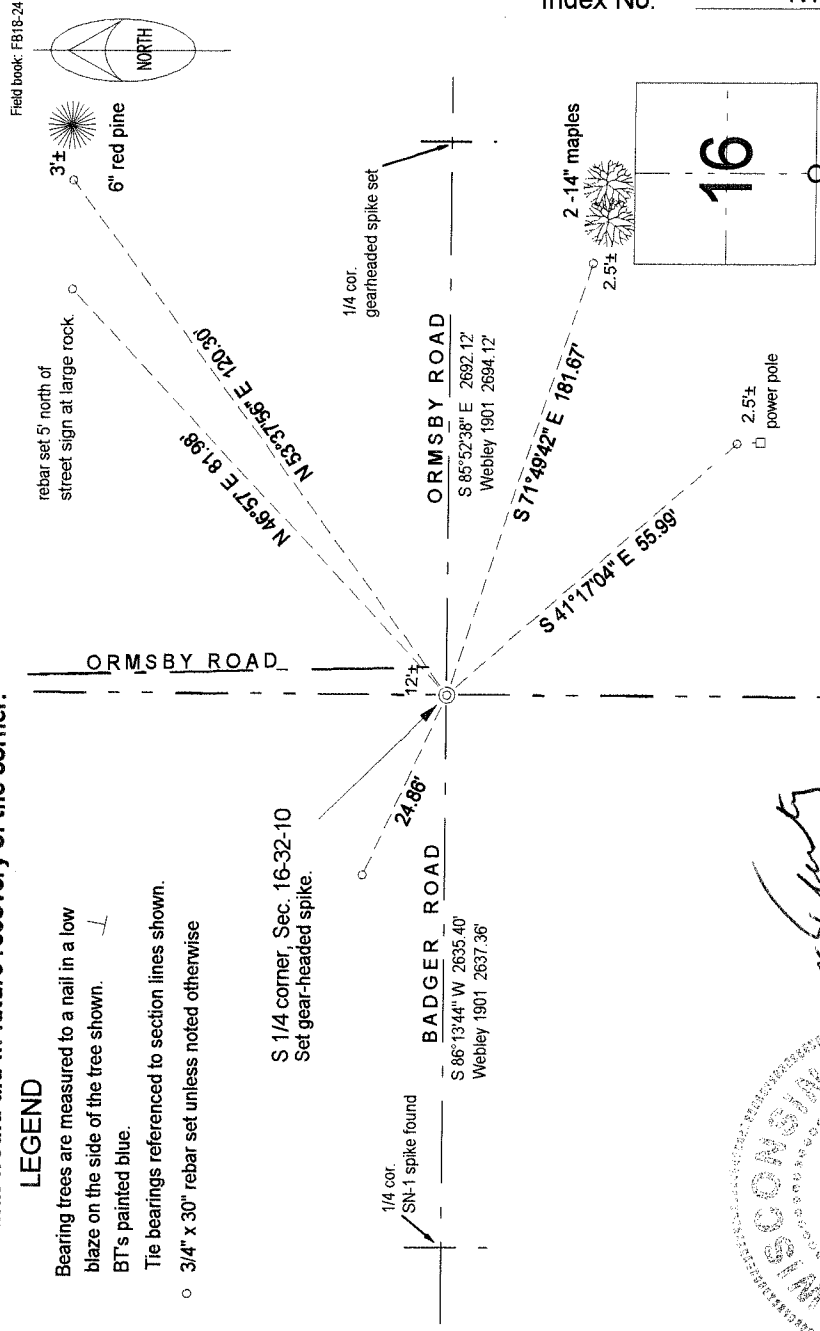 Field book: FB18-24
Index No.
NORTH
3'±
6" red pine
rebar set 5' north of
street sign at large rock.
N 53°37'56" E 120.30'
N 46°57' E 81.98'
1/4 cor.
gearheaded spike set
ORMSBY ROAD
12'±
ORMSBY ROAD
S 85°52'38" E 2692.12'
Webley 1901 2694.12'
2 -14" maples
2.5'±
S 71°49'42" E 181.67'
16
2.5'±
power pole
S 41°17'04" E 55.99'
24.86'
S 1/4 corner, Sec. 16-32-10
Set gear-headed spike.
BADGER ROAD
S 86°13'44" W 2635.40'
Webley 1901 2637.36'
1/4 cor.
SN-1 spike found
of the corner.
LEGEND
Bearing trees are measured to a nail in a low
blaze on the side of the tree shown.
BT's painted blue.
Tie bearings referenced to section lines shown.
3/4" x 30" rebar set unless noted otherwise
WISCONSIN